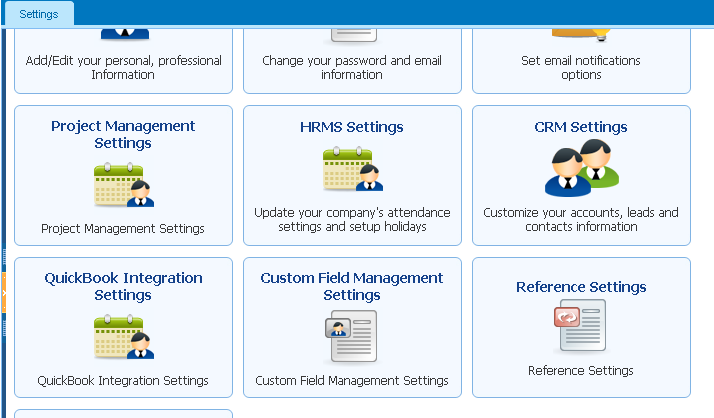 Settings
Add/Edit your personal, professional
Information
Change your password and email
information
Set email notifications
options
Project Management
Settings
Project Management Settings
HRMS Settings
Update your company's attendance
settings and setup holidays
CRM Settings
Customize your accounts, leads and
contacts information
QuickBook Integration
Settings
QuickBook Integration Settings
Custom Field Management
Settings
Custom Field Management Settings
Reference Settings
Reference Settings